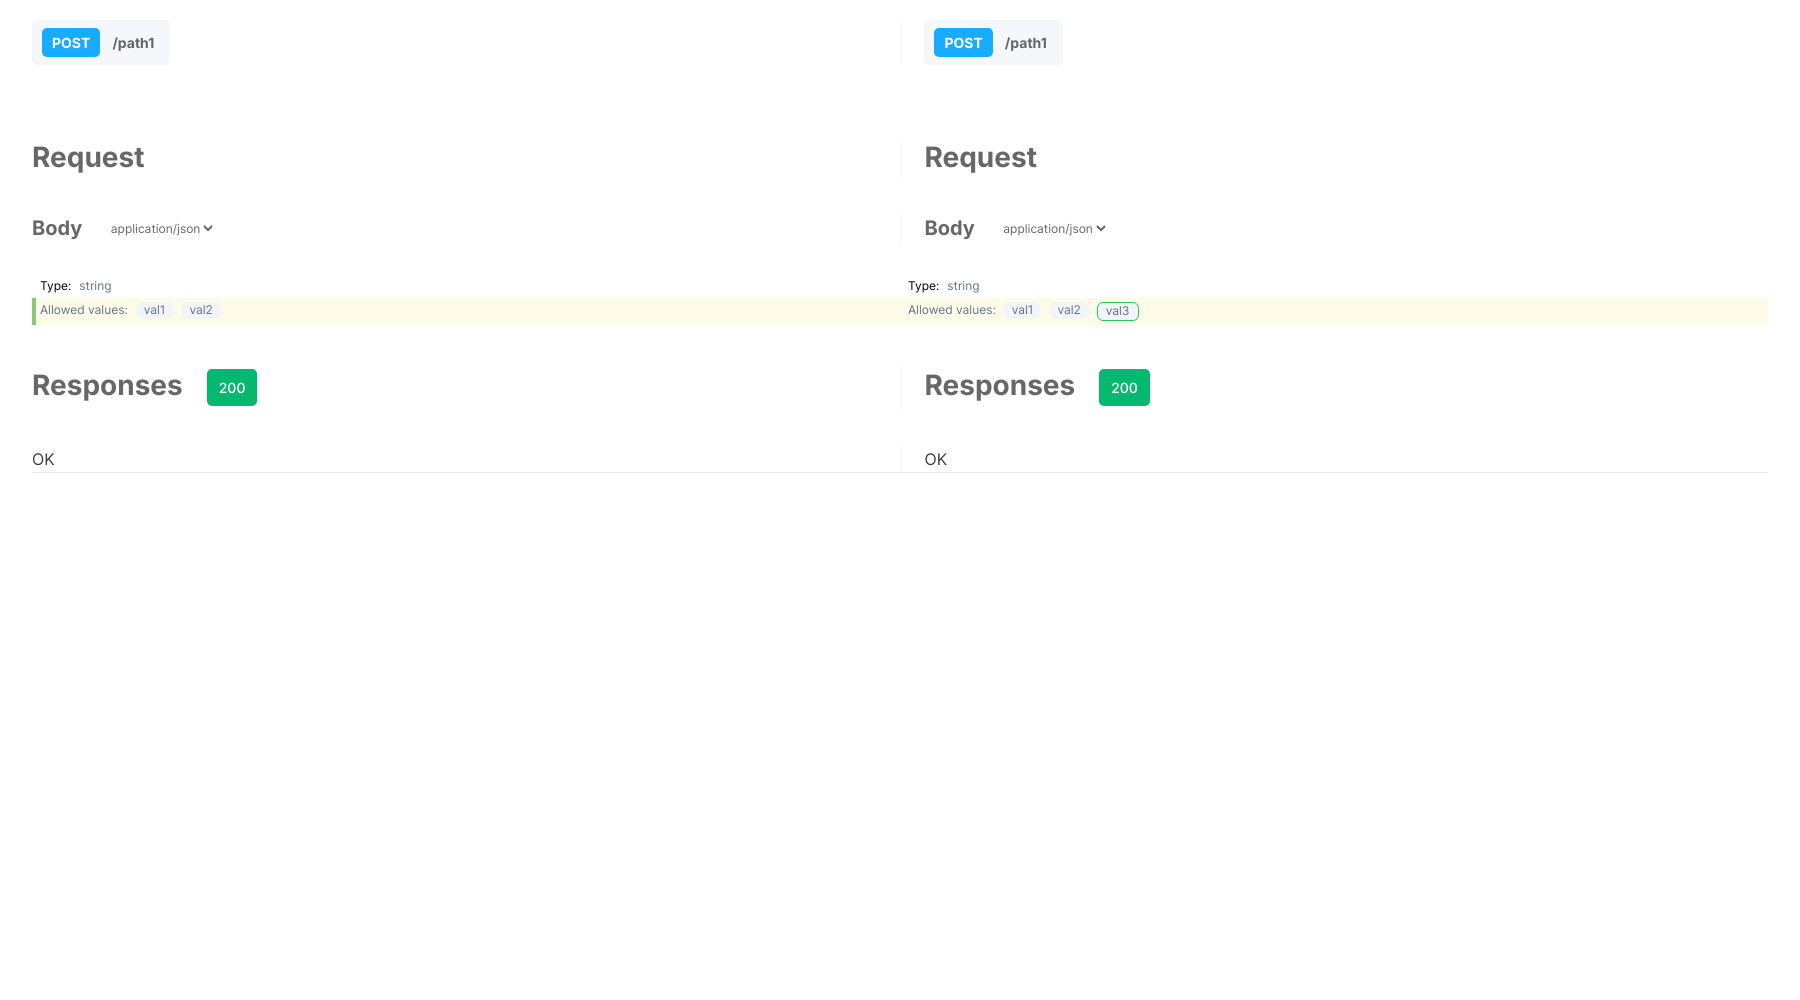 POST /path1 POST /path1
Request Request
Body application/json Body application/json
Type: string Type: string
Allowed values: val1 val2 Allowed values: val1 val2 val3
Responses 200 Responses 200
OK OK